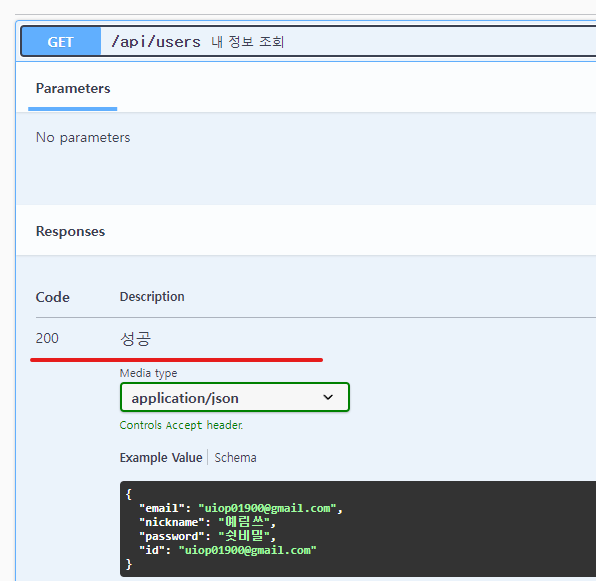 GET /api/users 내 정보 조회
Parameters
No parameters
Responses
Code Description
200 성공
Media type
application/json
Controls Accept header.
Example Value Schema
{
"email": "uiop01900@gmail.com",
"nickname": "예림쓰",
"password": "쉿비밀",
"id": "uiop01900@gmail.com"
}